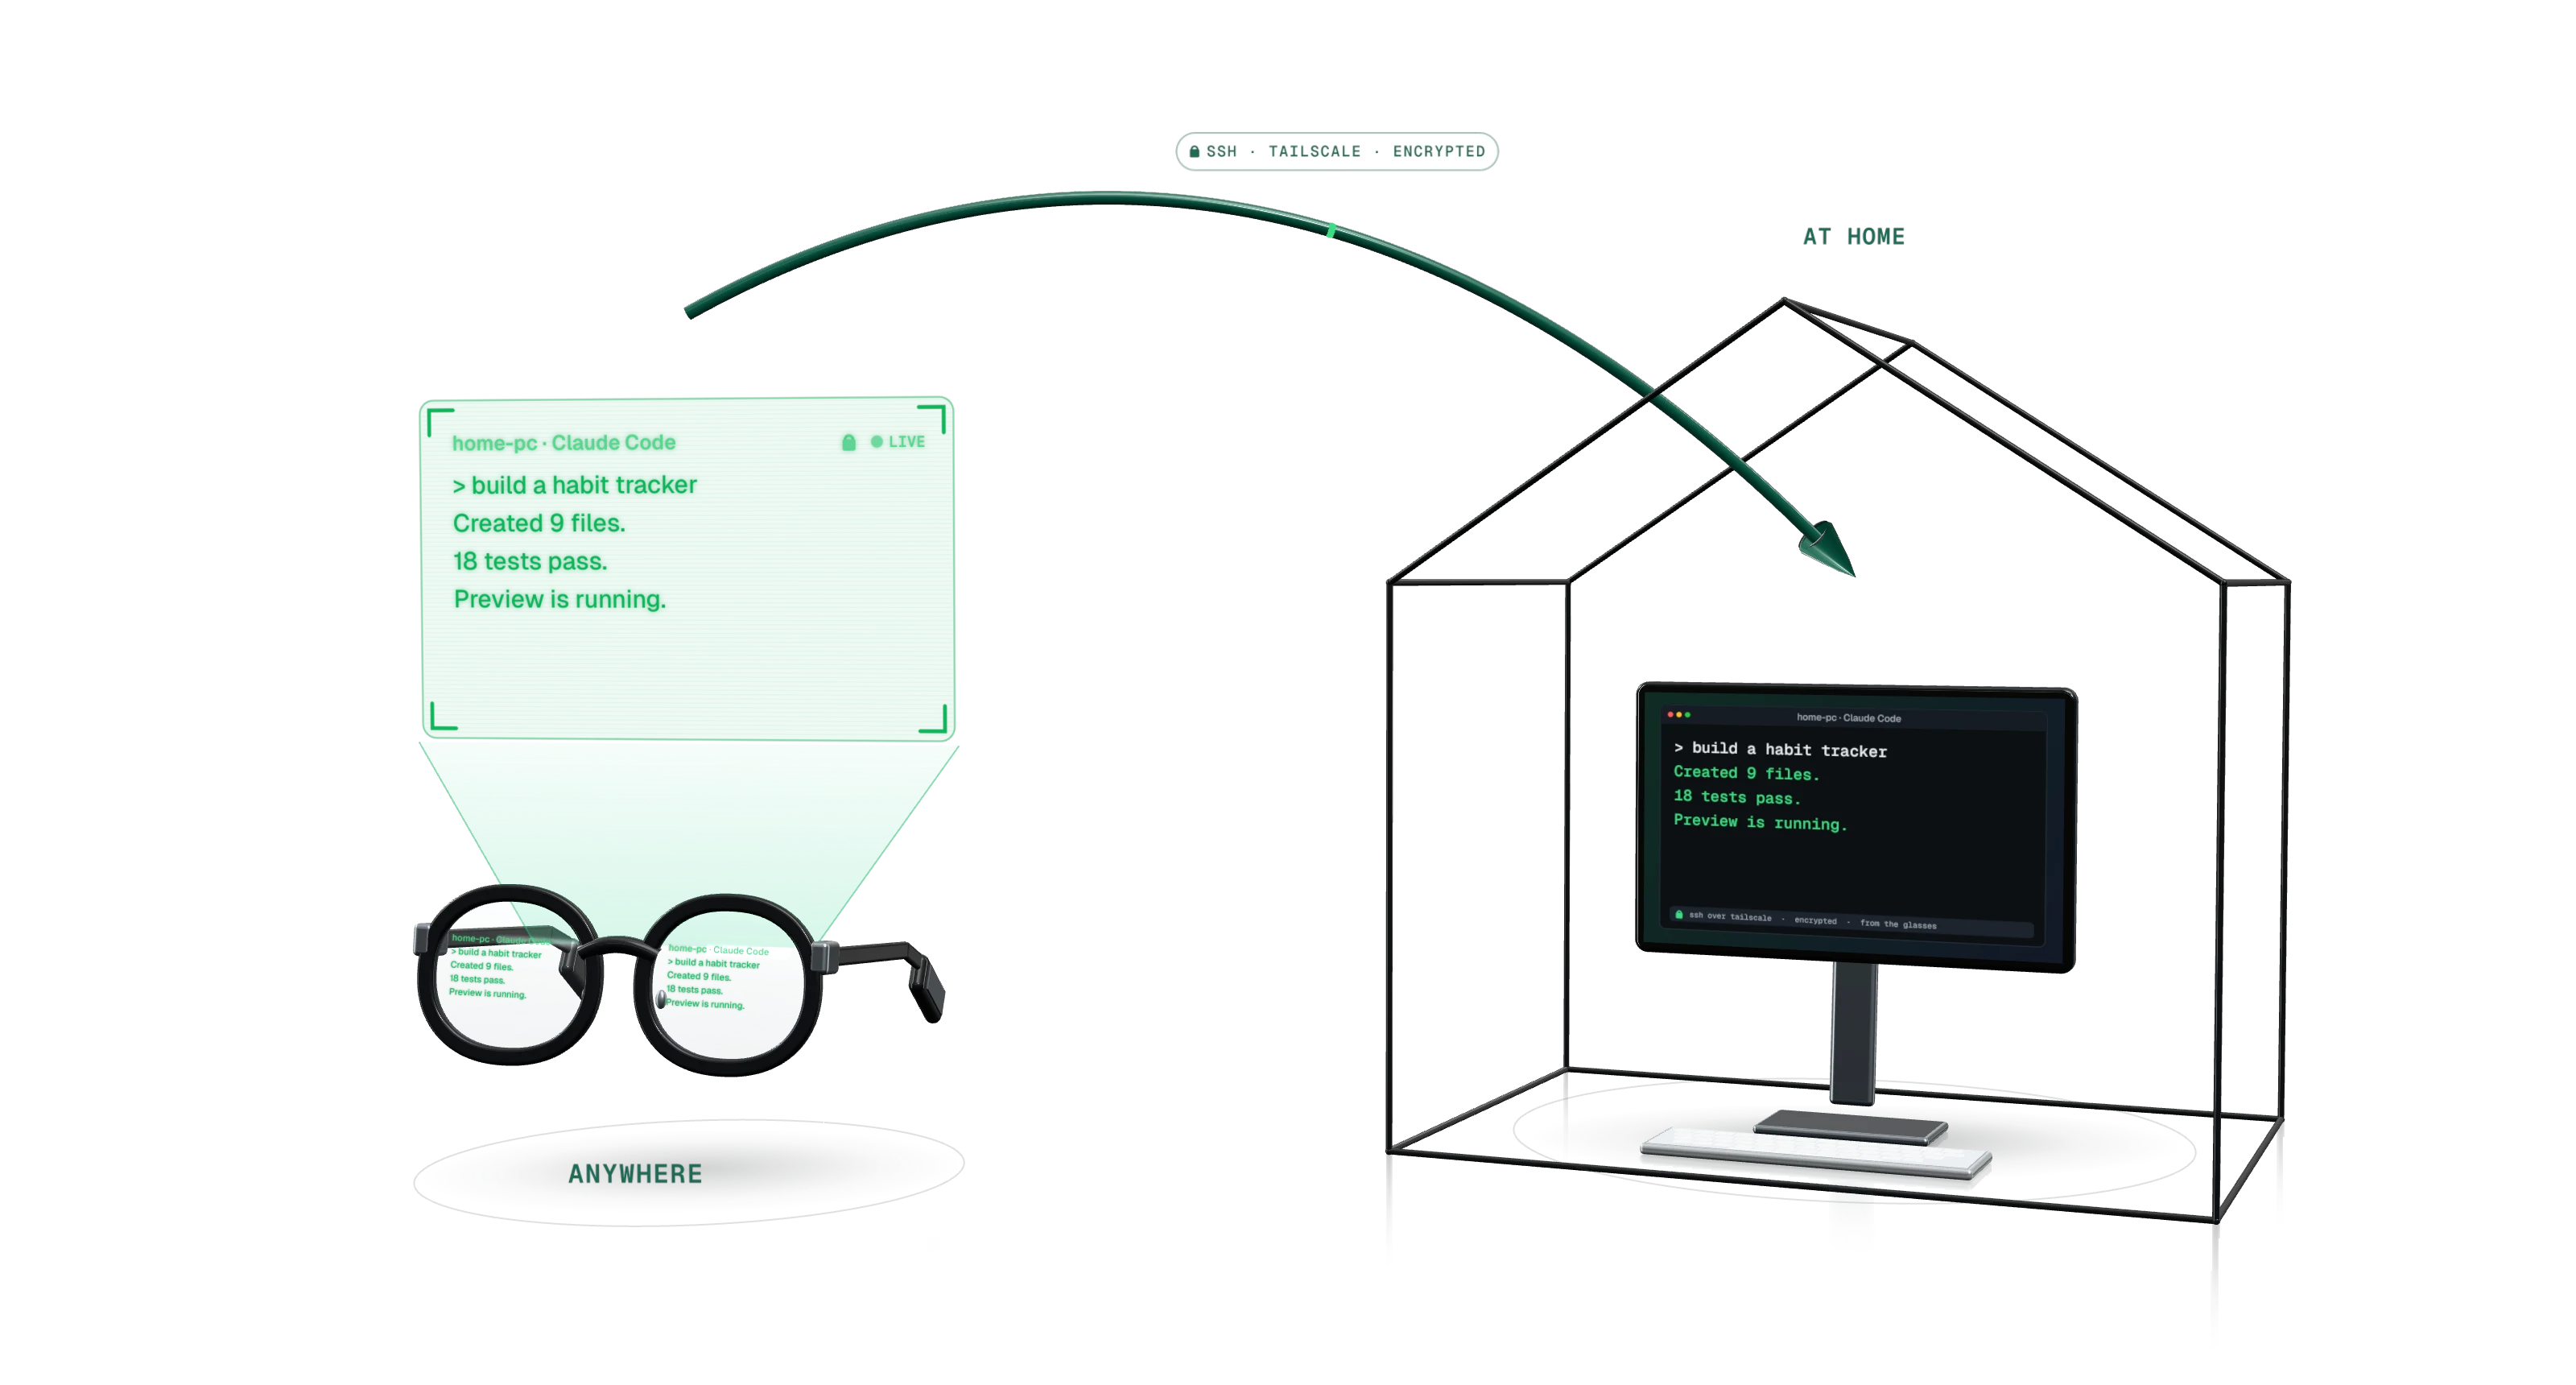 SSH · TAILSCALE · ENCRYPTED
AT HOME
home-pc · Claude Code
LIVE
> build a habit tracker
Created 9 files.
18 tests pass.
Preview is running.
home-pc · Claude Code
> build a habit tracker
Created 9 files.
18 tests pass.
Preview is running.
ssh over tailscale · encrypted · from the glasses
home-pc · Claude Code
> build a habit tracker
Created 9 files.
18 tests pass.
Preview is running.
home-pc · Claude Code
> build a habit tracker
Created 9 files.
18 tests pass.
Preview is running.
ANYWHERE